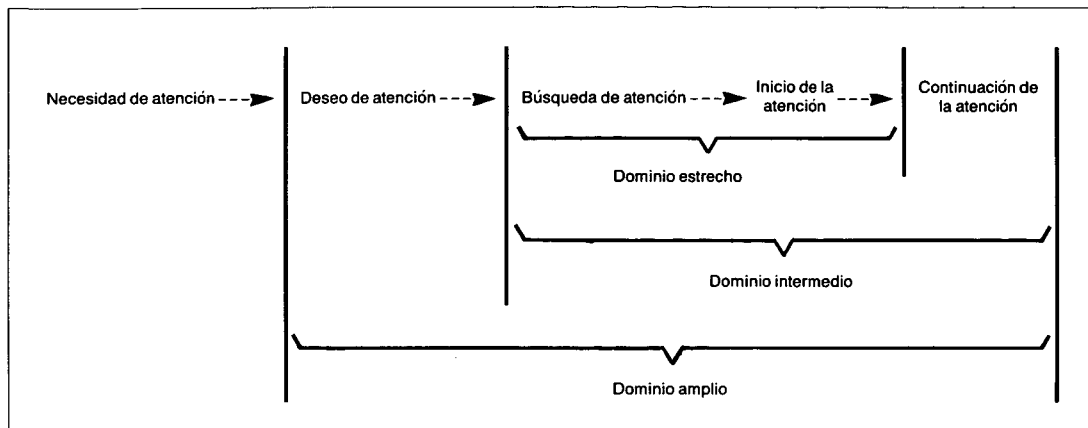 Necesidad de atención
Deseo de atención
Búsqueda de atención
Inicio de la
atención
Continuación de
la atención
Dominio estrecho
Dominio intermedio
Dominio amplio